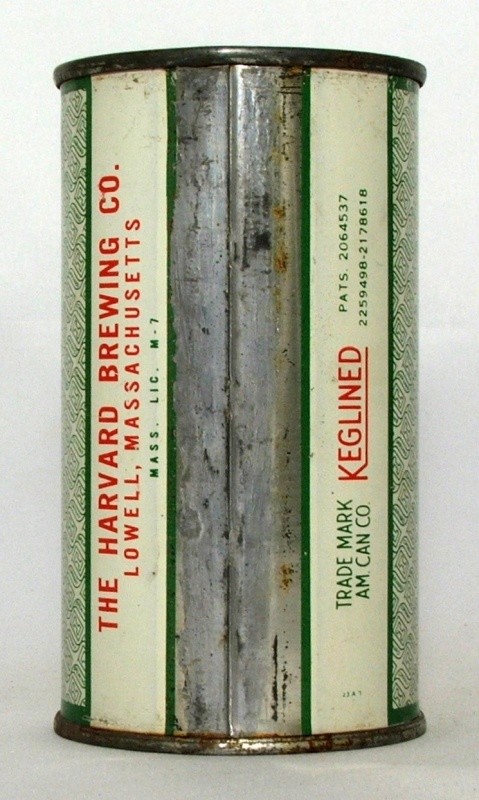 THE HARVARD BREWING CO.
LOWELL, MASSACHUSETTS
MASS. LIC. M-7
TRADE MARK
AM. CAN CO.
KEGLINED
PATS. 2064537
2259498-2178618